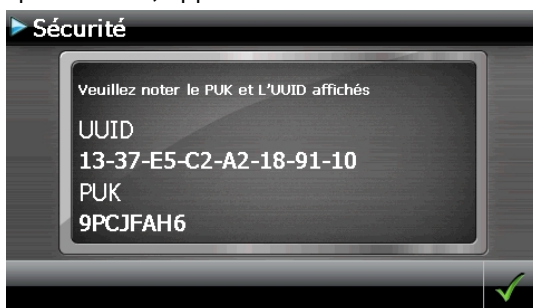 Sécurité
Veuillez noter le PUK et L'UUID affichés
UUID
13-37-E5-C2-A2-18-91-10
PUK
9PCJFAH6